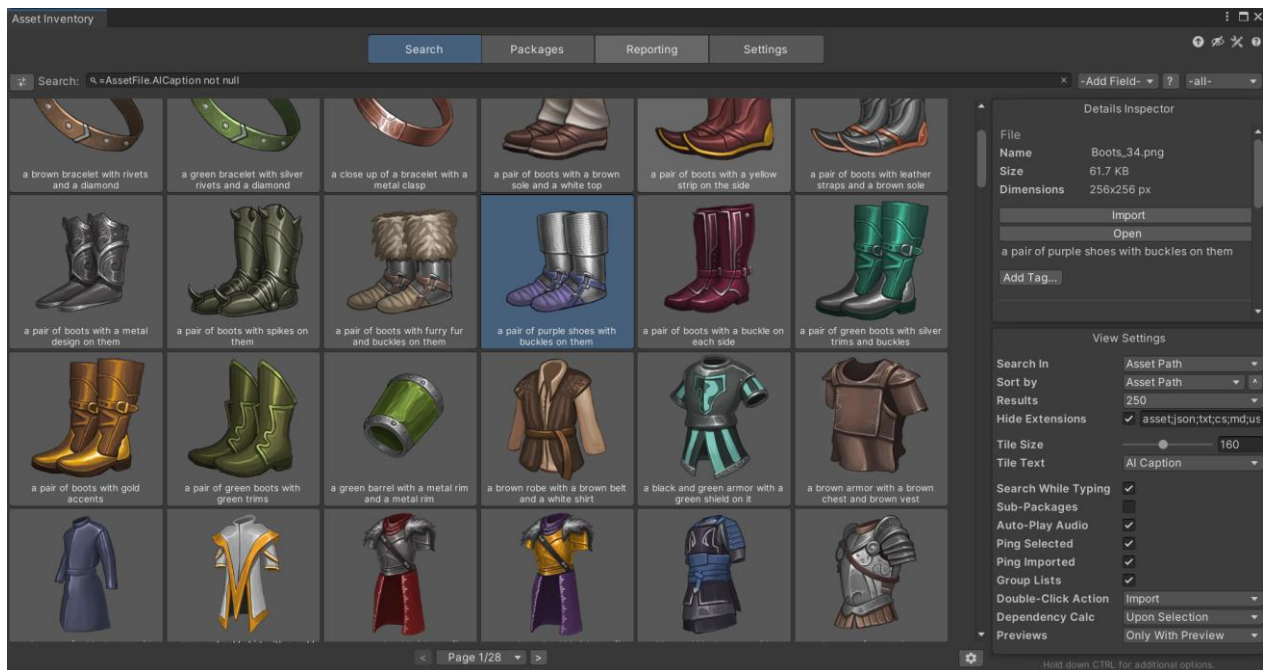 Asset Inventory
Search
Packages
Reporting
Settings
Search:
=AssetFile.AICaption not null
-Add Field-
?
-all-
a brown bracelet with rivets
and a diamond
a green bracelet with silver
rivets and a diamond
a close up of a bracelet with a
metal clasp
a pair of boots with a brown
sole and a white top
a pair of boots with a yellow
strip on the side
a pair of boots with leather
straps and a brown sole
a pair of boots with a metal
design on them
a pair of boots with spikes on
them
a pair of boots with furry fur
and buckles on them
a pair of purple shoes with
buckles on them
a pair of boots with a buckle on
each side
a pair of green boots with silver
trims and buckles
a pair of boots with gold
accents
a pair of green boots with
green trims
a green barrel with a metal rim
and a metal rim
a brown robe with a brown belt
and a white shirt
a black and green armor with a
green shield on it
a brown armor with a brown
chest and brown vest
< Page 1/28 >
Details Inspector
File
Name Boots_34.png
Size 61.7 KB
Dimensions 256x256 px
Import
Open
a pair of purple shoes with buckles on them
Add Tag...
View Settings
Search In Asset Path
Sort by Asset Path
Results 250
Hide Extensions asset;json;txt;cs;md;us
Tile Size 160
Tile Text AI Caption
Search While Typing
Sub-Packages
Auto-Play Audio
Ping Selected
Ping Imported
Group Lists
Double-Click Action Import
Dependency Calc Upon Selection
Previews Only With Preview
Hold down CTRL for additional options.